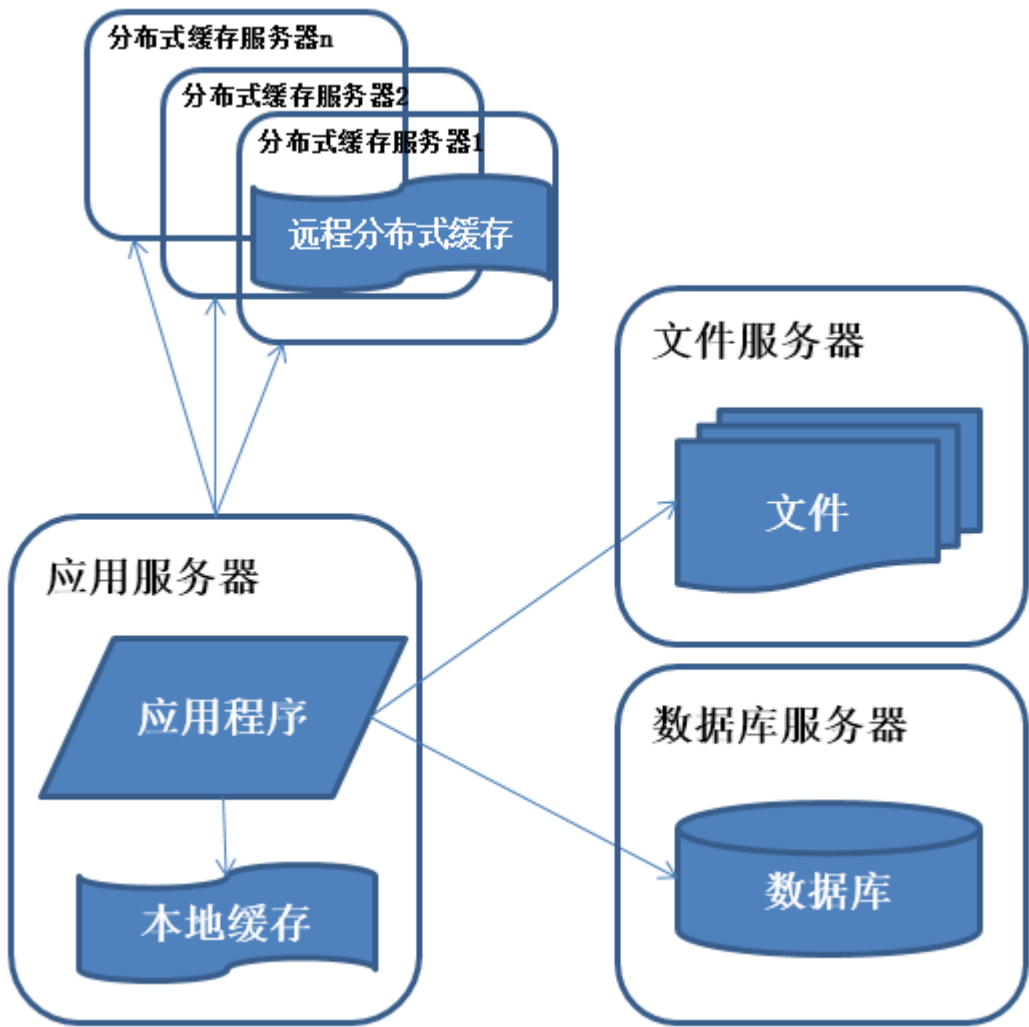 分布式缓存服务器n
分布式缓存服务器2
分布式缓存服务器1
远程分布式缓存
文件服务器
文件
应用服务器
应用程序
本地缓存
数据库服务器
数据库